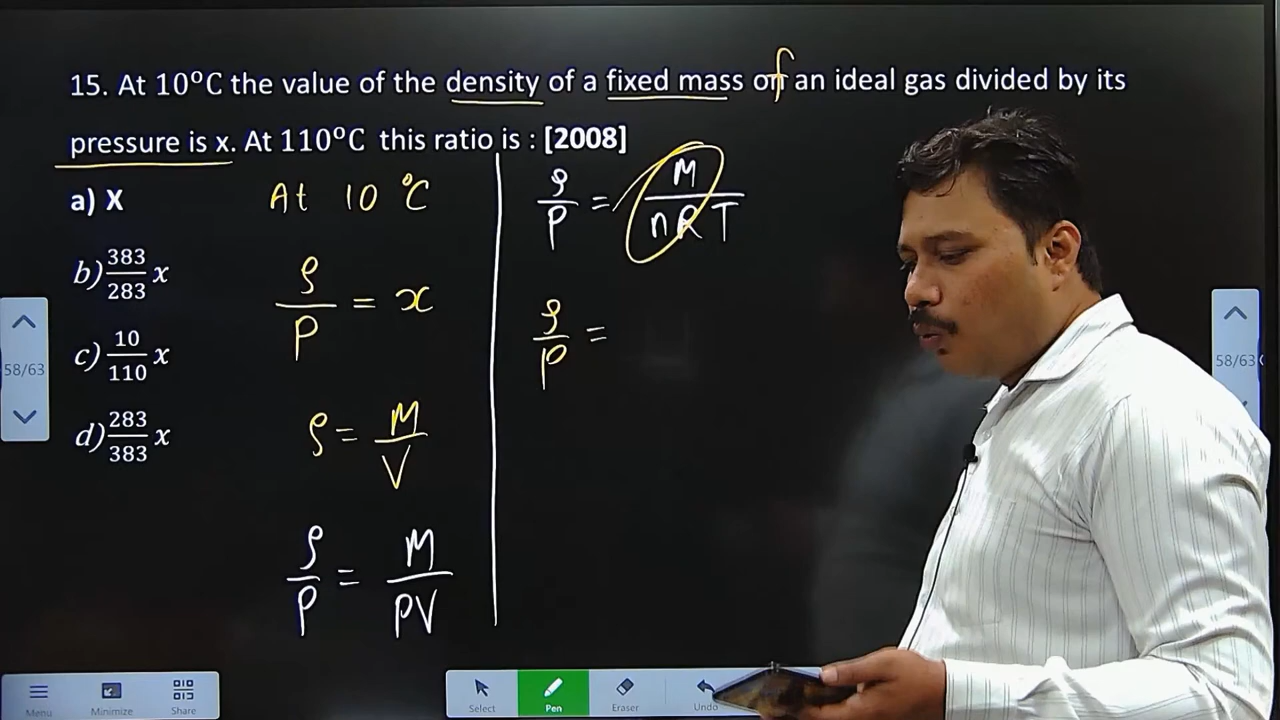 15. At 10°C the value of the density of a fixed mass of an ideal gas divided by its
pressure is x. At 110°C this ratio is : [2008]
a) X
b) 383/283 x
c) 10/110 x
d) 283/383 x
At 10 °C
ρ/P = x
ρ = M/V
ρ/P = M/PV
ρ/P = M/nRT
ρ/P =
58/63
58/63
Menu
Minimize
Share
Select
Pen
Eraser
Undo